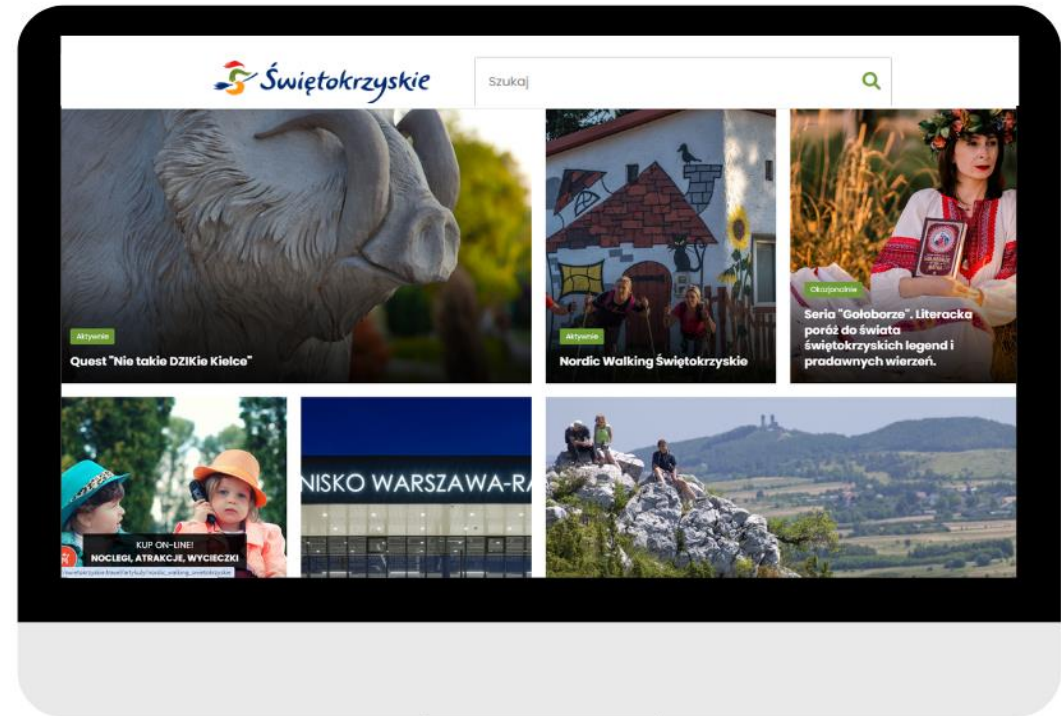 Świętokrzyskie
Szukaj
Aktywnie
Quest "Nie takie DZIKie Kielce"
Aktywnie
Nordic Walking Świętokrzyskie
Okazjonalnie
Seria "Gołoborze". Literacka
poróż do świata
świętokrzyskich legend i
pradawnych wierzeń.
KUP ON-LINE!
NOCLEGI, ATRAKCJE, WYCIECZKI
NISKO WARSZAWA-RA